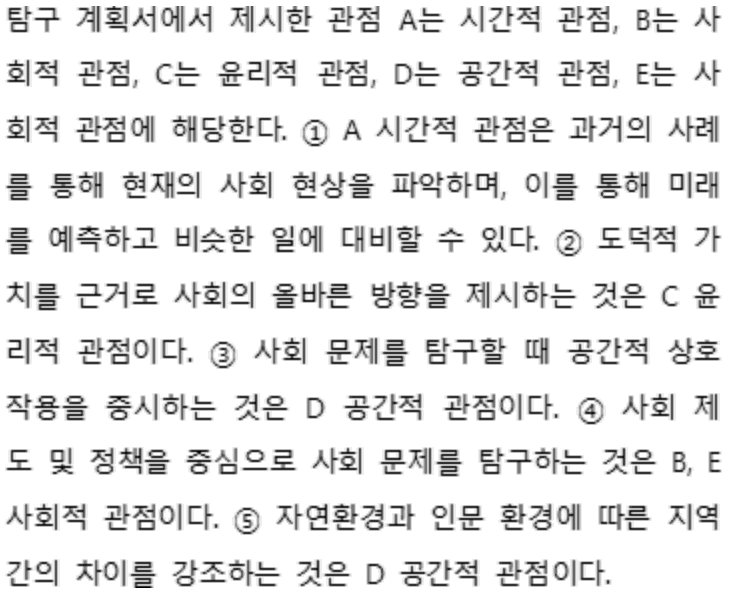 탐구 계획서에서 제시한 관점 A는 시간적 관점, B는 사
회적 관점, C는 윤리적 관점, D는 공간적 관점, E는 사
회적 관점에 해당한다. ① A 시간적 관점은 과거의 사례
를 통해 현재의 사회 현상을 파악하며, 이를 통해 미래
를 예측하고 비슷한 일에 대비할 수 있다. ② 도덕적 가
치를 근거로 사회의 올바른 방향을 제시하는 것은 C 윤
리적 관점이다. ③ 사회 문제를 탐구할 때 공간적 상호
작용을 중시하는 것은 D 공간적 관점이다. ④ 사회 제
도 및 정책을 중심으로 사회 문제를 탐구하는 것은 B, E
사회적 관점이다. ⑤ 자연환경과 인문 환경에 따른 지역
간의 차이를 강조하는 것은 D 공간적 관점이다.